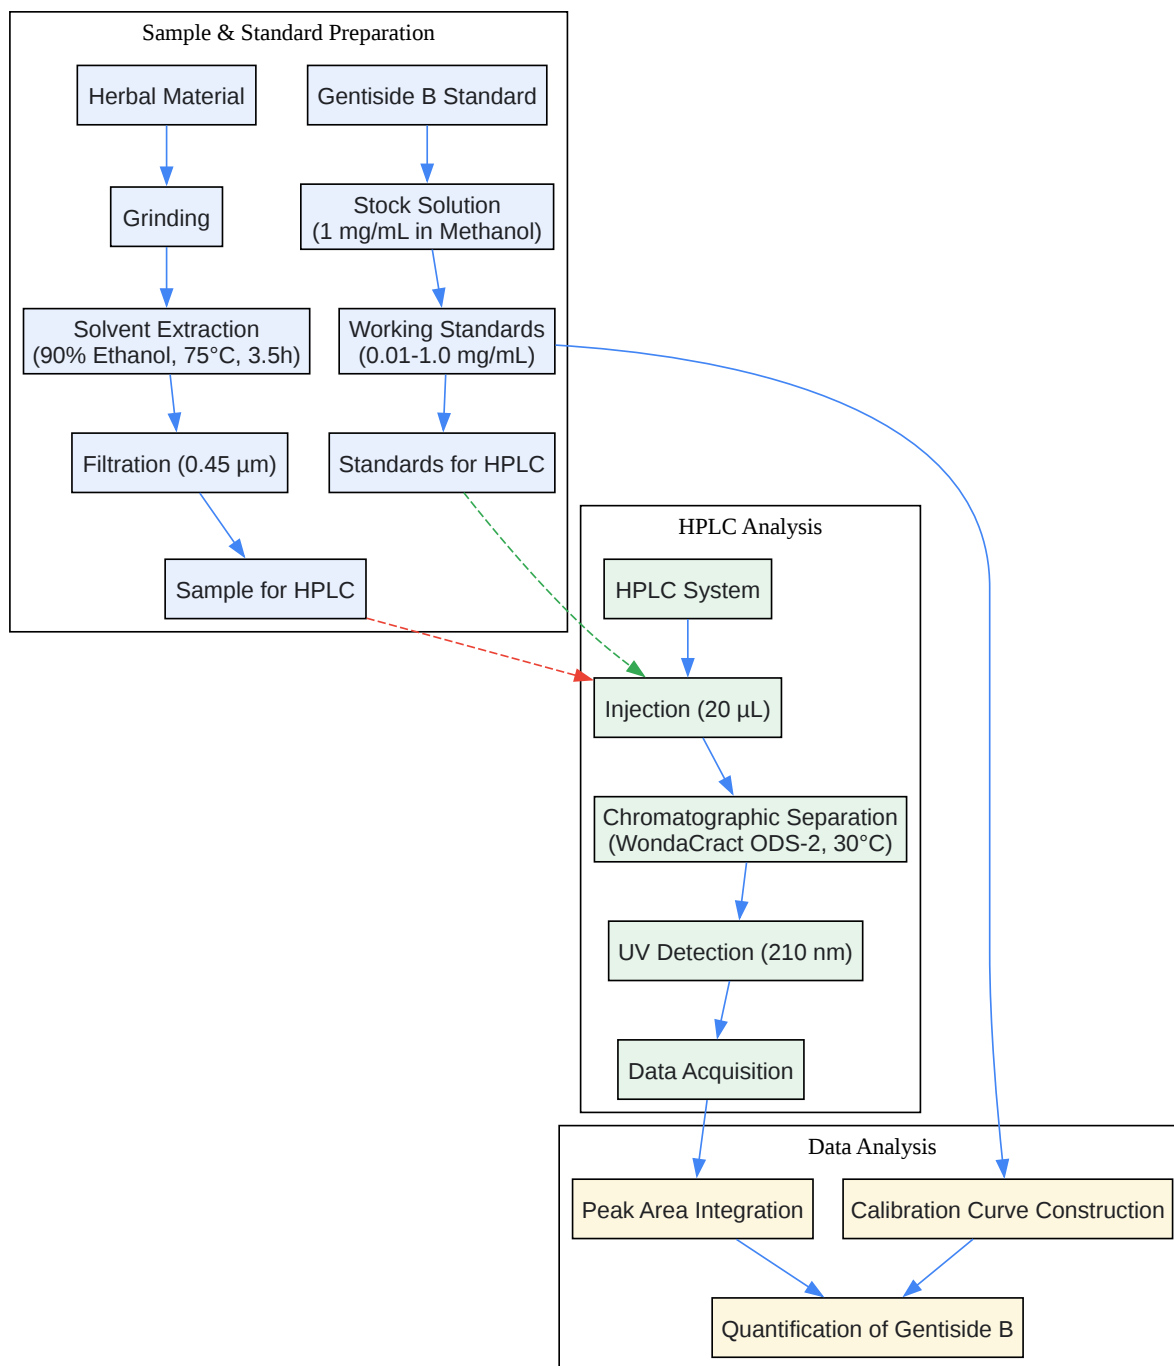 Sample & Standard Preparation
Herbal Material
Gentiside B Standard
Grinding
Stock Solution
(1 mg/mL in Methanol)
Solvent Extraction
(90% Ethanol, 75°C, 3.5h)
Working Standards
(0.01-1.0 mg/mL)
Filtration (0.45 µm)
Standards for HPLC
Sample for HPLC
HPLC Analysis
HPLC System
Injection (20 µL)
Chromatographic Separation
(WondaCract ODS-2, 30°C)
UV Detection (210 nm)
Data Acquisition
Data Analysis
Peak Area Integration
Calibration Curve Construction
Quantification of Gentiside B